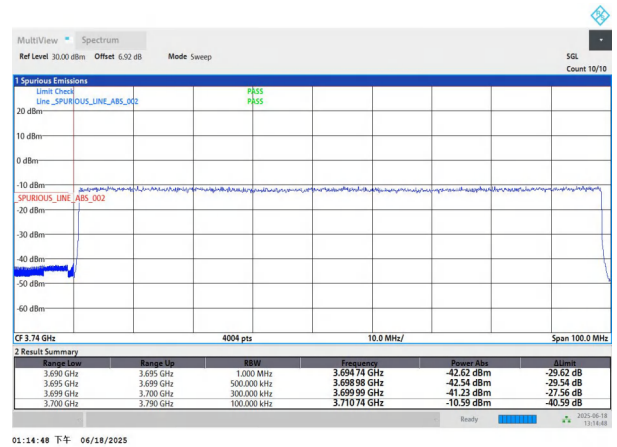 MultiView Spectrum
Ref Level 30.00 dBm Offset 6.92 dB Mode Sweep SGL
Count 10/10
1 Spurious Emissions
Limit Check PASS
Line _SPURIOUS_LINE_ABS_002 PASS
20 dBm
10 dBm
0 dBm
-10 dBm
_SPURIOUS_LINE_ABS_002
-20 dBm
-30 dBm
-40 dBm
-50 dBm
-60 dBm
CF 3.74 GHz 4004 pts 10.0 MHz/ Span 100.0 MHz
2 Result Summary
Range Low Range Up RBW Frequency Power Abs ΔLimit
3.690 GHz 3.695 GHz 1.000 MHz 3.694 74 GHz -42.62 dBm -29.62 dB
3.695 GHz 3.699 GHz 500.000 kHz 3.698 98 GHz -42.54 dBm -29.54 dB
3.699 GHz 3.700 GHz 300.000 kHz 3.699 99 GHz -41.23 dBm -27.56 dB
3.700 GHz 3.790 GHz 100.000 kHz 3.710 74 GHz -10.59 dBm -40.59 dB
Ready 2025-06-18
13:14:48
01:14:48 下午 06/18/2025